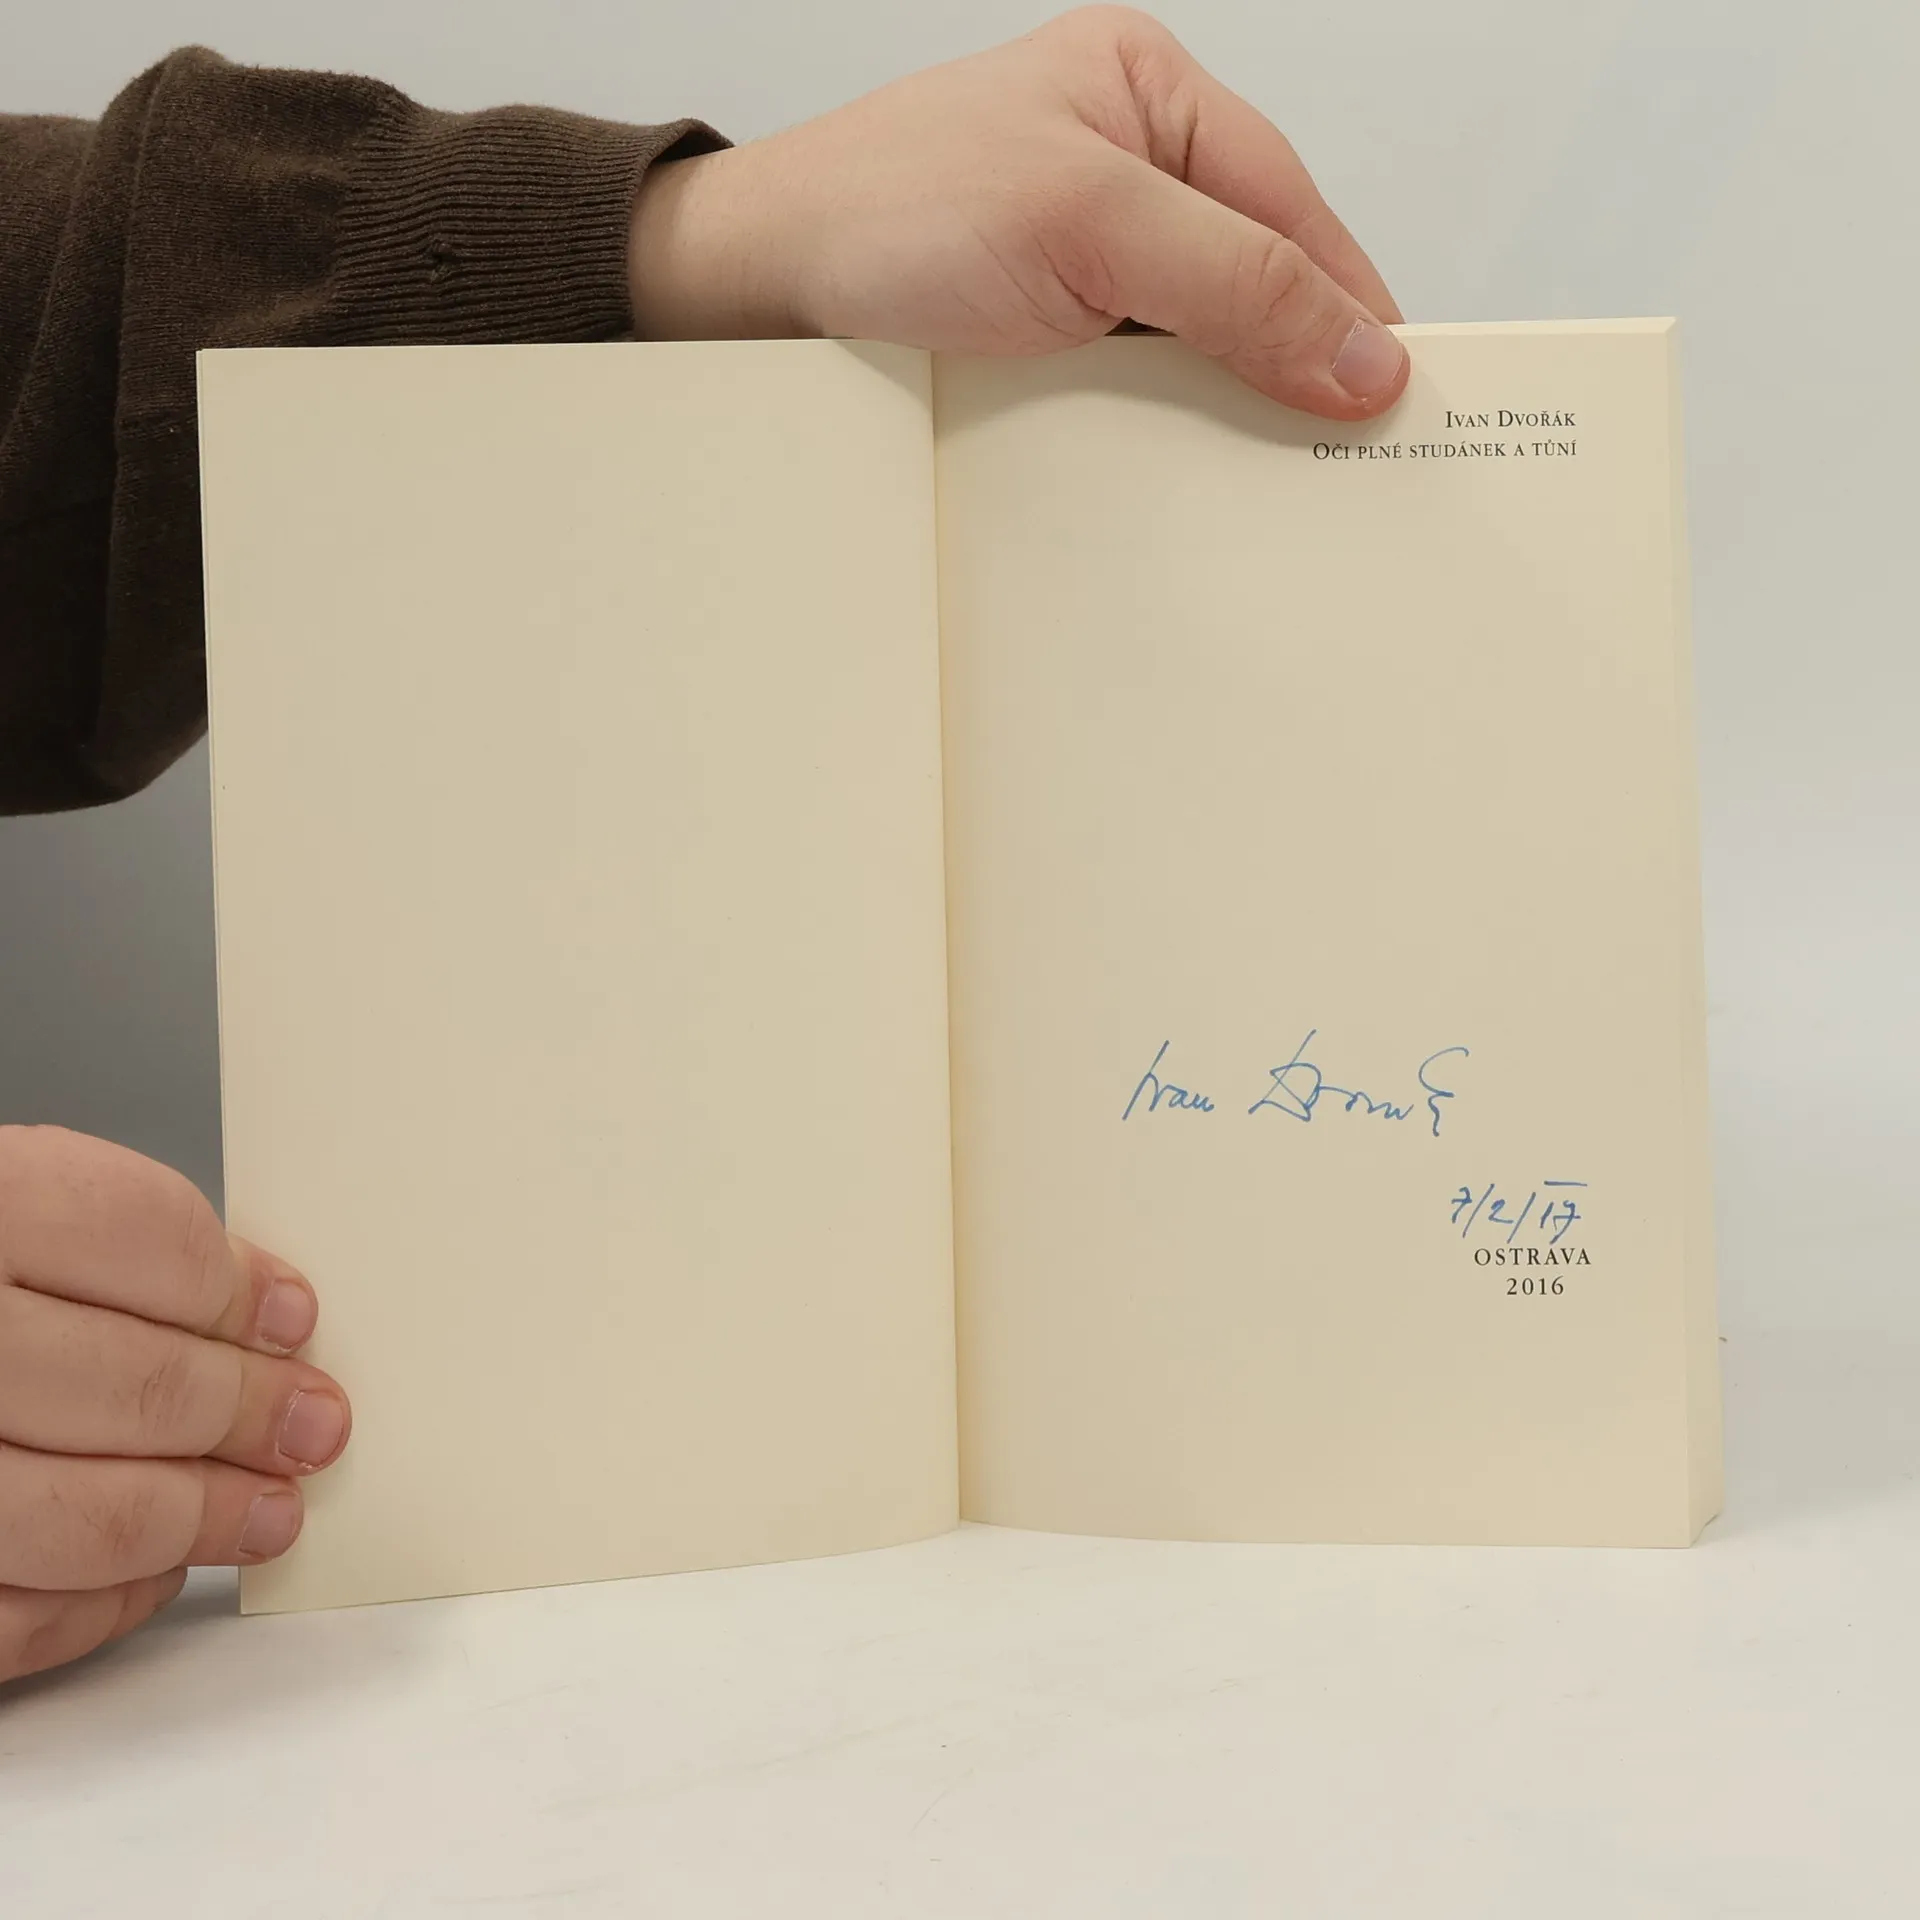 Ivan Dvořák
Oči plné studánek a tůní
Ivan Dvořák
7/2/17
OSTRAVA
2016